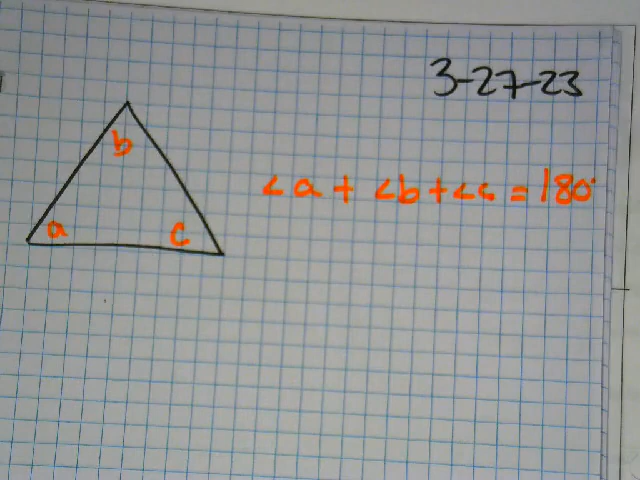 3-27-23
b
∠a + ∠b + ∠c = 180°
a
c